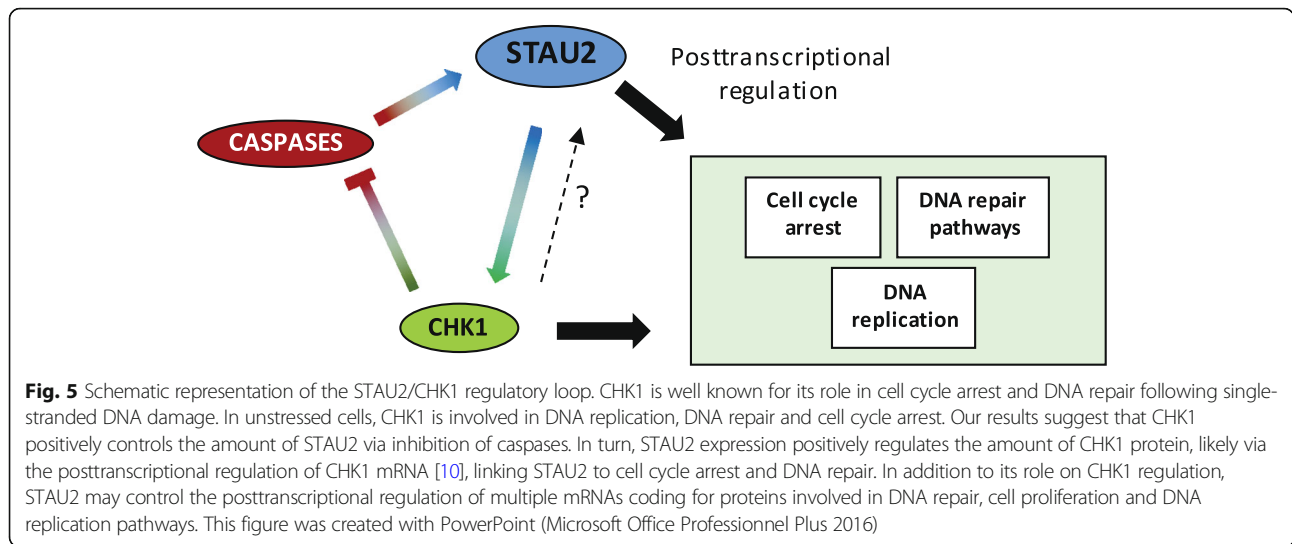 STAU2
Posttranscriptional
regulation
CASPASES
?
Cell cycle
arrest
DNA repair
pathways
DNA
replication
CHK1
Fig. 5 Schematic representation of the STAU2/CHK1 regulatory loop. CHK1 is well known for its role in cell cycle arrest and DNA repair following single-
stranded DNA damage. In unstressed cells, CHK1 is involved in DNA replication, DNA repair and cell cycle arrest. Our results suggest that CHK1
positively controls the amount of STAU2 via inhibition of caspases. In turn, STAU2 expression positively regulates the amount of CHK1 protein, likely via
the posttranscriptional regulation of CHK1 mRNA [10], linking STAU2 to cell cycle arrest and DNA repair. In addition to its role on CHK1 regulation,
STAU2 may control the posttranscriptional regulation of multiple mRNAs coding for proteins involved in DNA repair, cell proliferation and DNA
replication pathways. This figure was created with PowerPoint (Microsoft Office Professionnel Plus 2016)